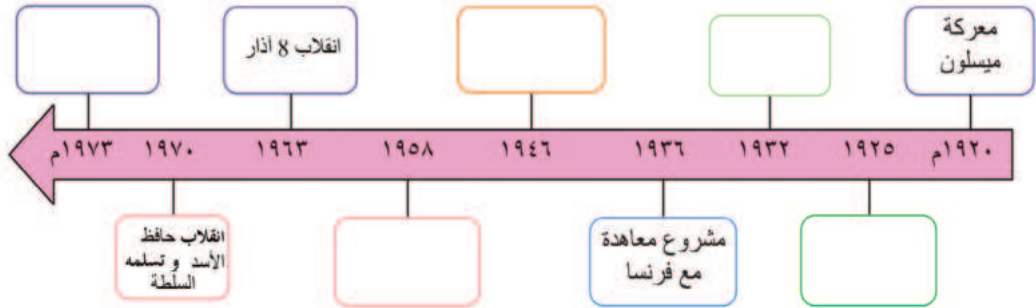 معركة
ميسلون
انقلاب 8 آذار
١٩٢٠م ١٩٢٥ ١٩٣٢ ١٩٣٦ ١٩٤٦ ١٩٥٨ ١٩٦٣ ١٩٧٠ ١٩٧٣م
مشروع معاهدة
مع فرنسا
انقلاب حافظ
الأسد و تسلمه
السلطة